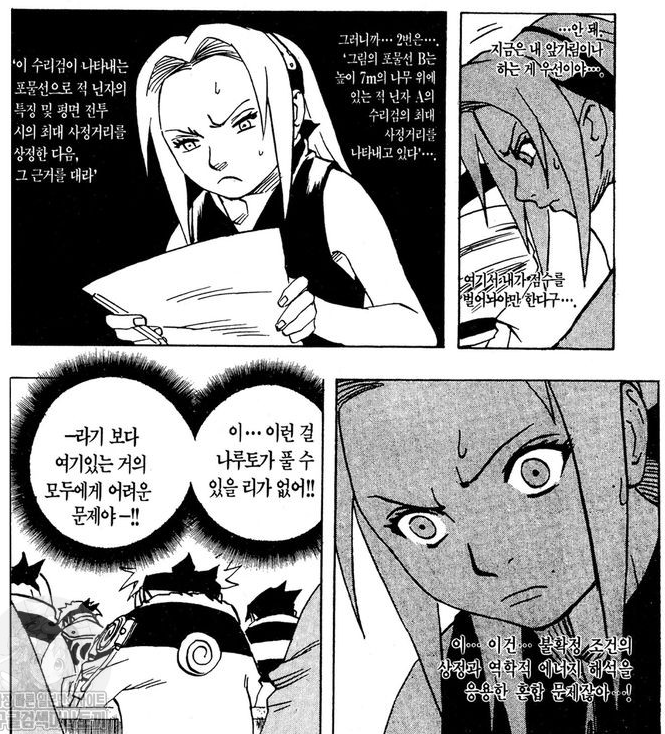 …안 돼.
지금은 내 앞가림이나
하는 게 우선이야….
여기서 내가 점수를
벌어놔야만 한다구….
그러니까… 2번은….
'그림의 포물선 B는
높이 7m의 나무 위에
있는 적 닌자 A의
수리검의 최대
사정거리를
나타내고 있다'….
'이 수리검이 나타내는
포물선으로 적 닌자의
특징 및 평면 전투
시의 최대 사정거리를
상정한 다음,
그 근거를 대라'
이… 이건… 불확정 조건의
상정과 역학적 에너지 해석을
응용한 혼합 문제잖아…!
이… 이런 걸
나루토가 풀 수
있을 리가 없어!!
–라기 보다
여기있는 거의
모두에게 어려운
문제야–!!